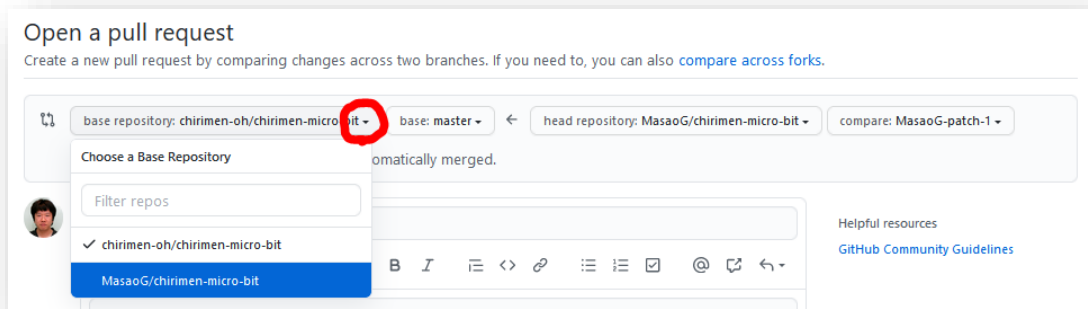 Open a pull request
Create a new pull request by comparing changes across two branches. If you need to, you can also compare across forks.
base repository: chirimen-oh/chirimen-micro-bit base: master ← head repository: MasaoG/chirimen-micro-bit compare: MasaoG-patch-1
Choose a Base Repository
omatically merged.
Filter repos
chirimen-oh/chirimen-micro-bit
MasaoG/chirimen-micro-bit
B I
Helpful resources
GitHub Community Guidelines